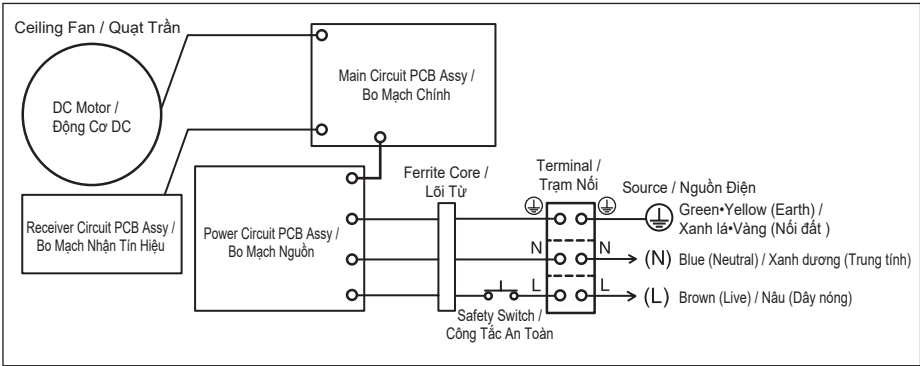 Ceiling Fan / Quạt Trần
DC Motor /
Động Cơ DC
Main Circuit PCB Assy /
Bo Mạch Chính
Receiver Circuit PCB Assy /
Bo Mạch Nhận Tín Hiệu
Power Circuit PCB Assy /
Bo Mạch Nguồn
Ferrite Core /
Lõi Từ
Terminal /
Trạm Nối
Source / Nguồn Điện
Green•Yellow (Earth) /
Xanh lá•Vàng (Nối đất )
N N (N) Blue (Neutral) / Xanh dương (Trung tính)
L L (L) Brown (Live) / Nâu (Dây nóng)
Safety Switch /
Công Tắc An Toàn